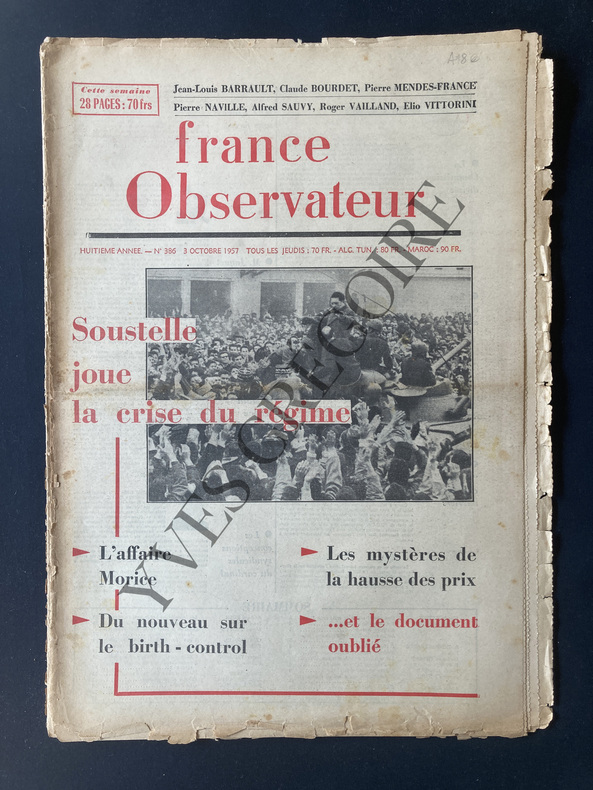 A186
Cette semaine
28 PAGES : 70 frs
Jean-Louis BARRAULT, Claude BOURDET, Pierre MENDES-FRANCE
Pierre NAVILLE, Alfred SAUVY, Roger VAILLAND, Elio VITTORINI
france
Observateur
HUITIEME ANNEE. — N° 386 3 OCTOBRE 1957 TOUS LES JEUDIS : 70 FR. - ALG. TUN. : 80 FR. - MAROC : 90 FR.
Soustelle
joue
la crise du régime
► L'affaire
Morice
► Du nouveau sur
le birth - control
► Les mystères de
la hausse des prix
► ...et le document
oublié
YVES GREGOIRE